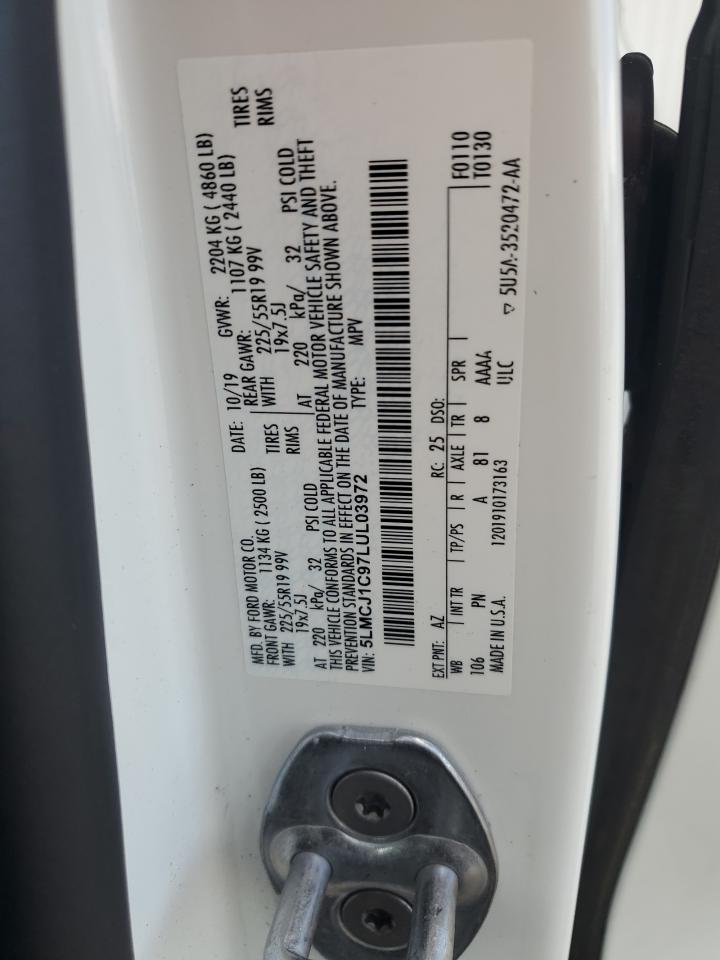 MFD. BY FORD MOTOR CO. DATE: 10/19 GVWR: 2204 KG ( 4860 LB)
FRONT GAWR: 1134 KG ( 2500 LB) REAR GAWR: 1107 KG ( 2440 LB)
WITH 225/55R19 99V TIRES WITH 225/55R19 99V TIRES
19x7.5J RIMS 19x7.5J RIMS
AT 220 kPa/ 32 PSI COLD AT 220 kPa/ 32 PSI COLD
THIS VEHICLE CONFORMS TO ALL APPLICABLE FEDERAL MOTOR VEHICLE SAFETY AND THEFT
PREVENTION STANDARDS IN EFFECT ON THE DATE OF MANUFACTURE SHOWN ABOVE.
VIN: 5LMCJ1C97LUL03972 TYPE: MPV
EXT PNT: AZ RC: 25 DSO: F0110
WB INT TR TP/PS R AXLE TR SPR T0130
106 PN A 81 8 AAAA
MADE IN U.S.A. 1201910173163 ULC
▽ 5U5A-3520472-AA